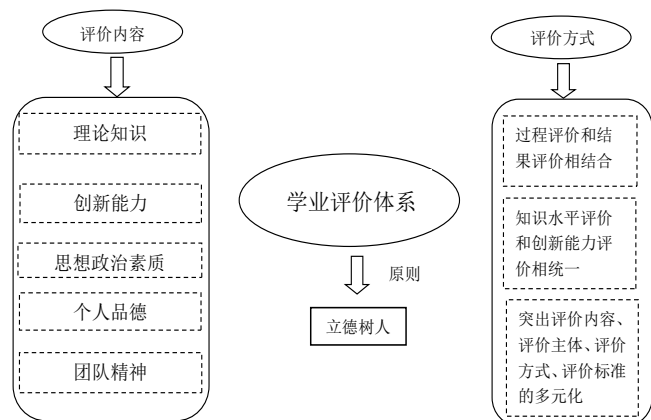 评价内容
理论知识
创新能力
思想政治素质
个人品德
团队精神
学业评价体系
原则
立德树人
评价方式
过程评价和结
果评价相结合
知识水平评价
和创新能力评
价相统一
突出评价内容、
评价主体、评价
方式、评价标准
的多元化